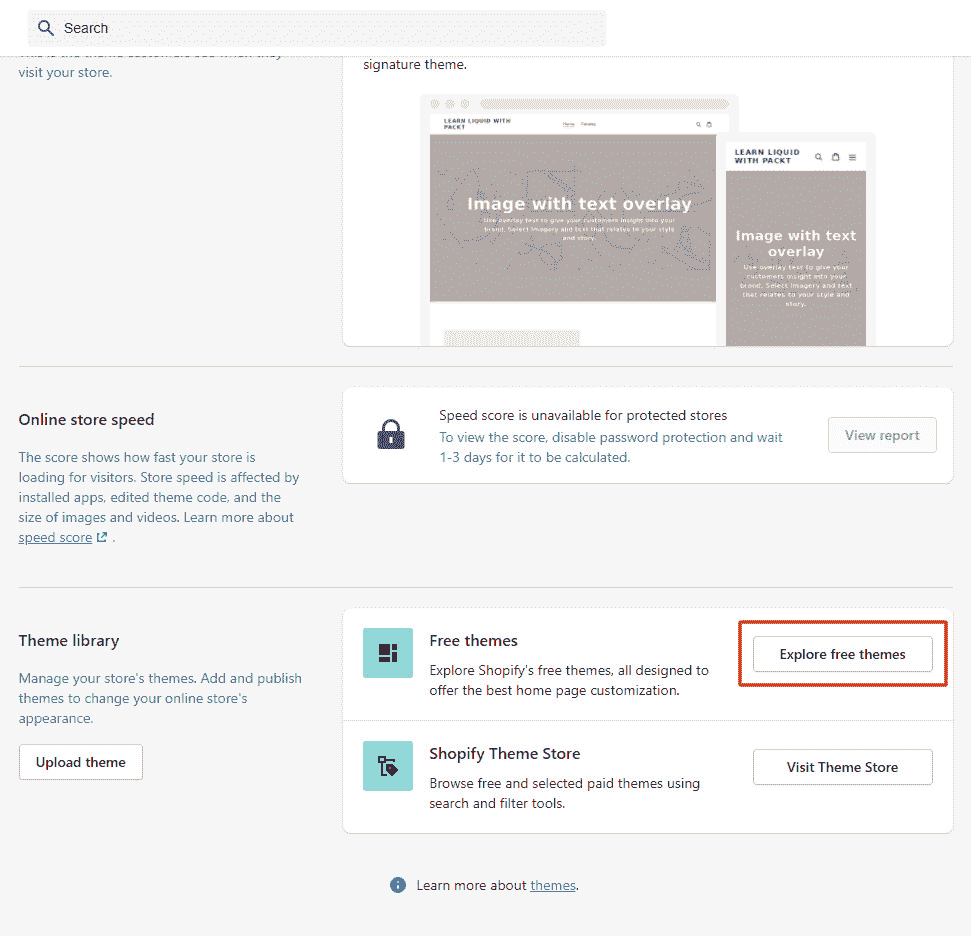 Search
This is the theme customers see when they
visit your store.
signature theme.
LEARN LIQUID WITH
PACKT
Home
Image with text overlay
Use overlay text to give your customers insight into your
brand. Select imagery and text that relates to your style
and story.
LEARN LIQUID
WITH PACKT
Image with text
overlay
Use overlay text to give your
customers insight into your
brand. Select imagery and text
that relates to your style and
story.
Online store speed
The score shows how fast your store is
loading for visitors. Store speed is affected by
installed apps, edited theme code, and the
size of images and videos. Learn more about
speed score .
Speed score is unavailable for protected stores
To view the score, disable password protection and wait
1-3 days for it to be calculated.
View report
Theme library
Manage your store's themes. Add and publish
themes to change your online store's
appearance.
Upload theme
Free themes
Explore Shopify's free themes, all designed to
offer the best home page customization.
Explore free themes
Shopify Theme Store
Browse free and selected paid themes using
search and filter tools.
Visit Theme Store
Learn more about themes.